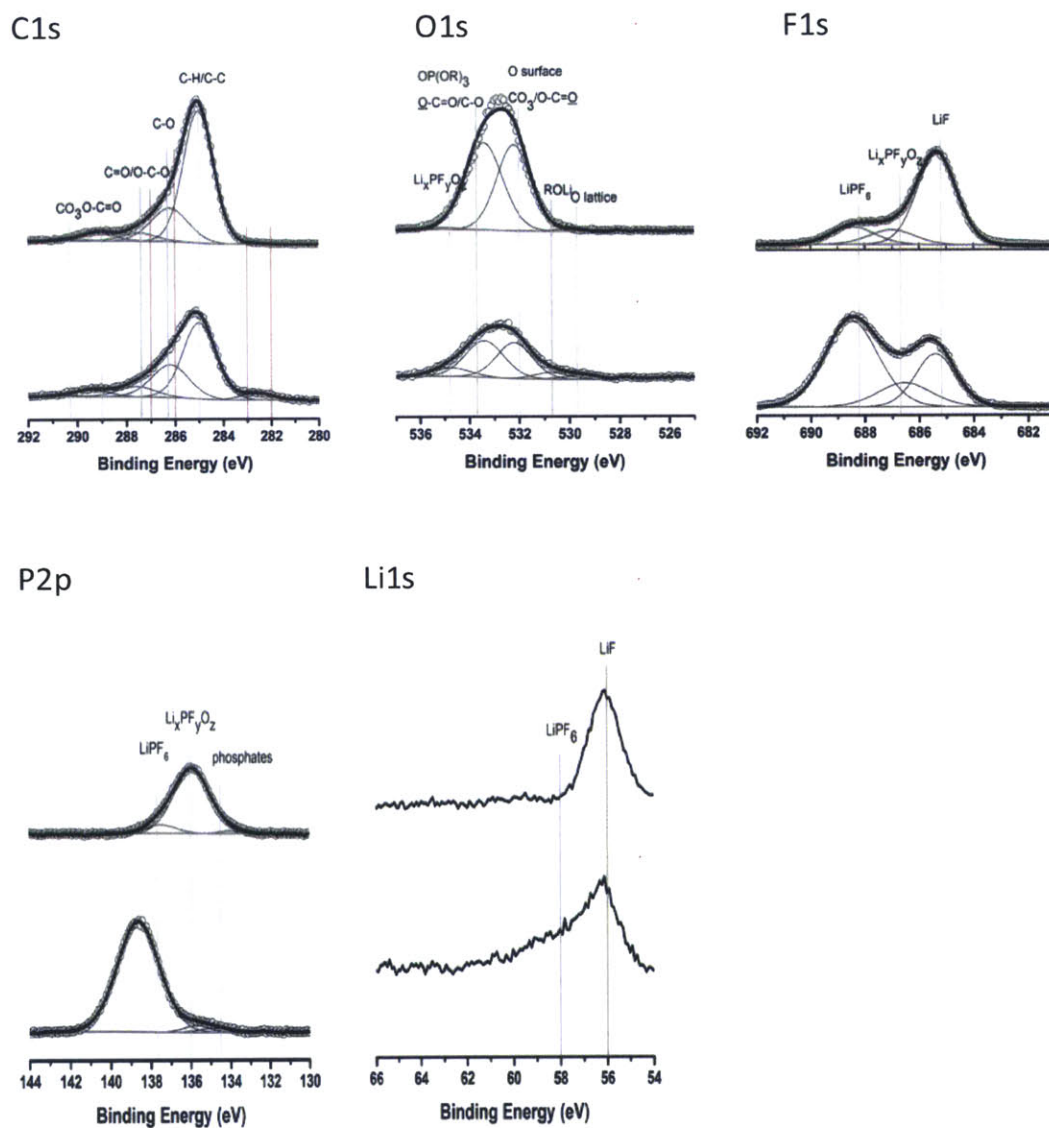 C1s
O1s
F1s
C-H/C-C
C-O
C=O/O-C-O
CO₃O-C=O
292 290 288 286 284 282 280
Binding Energy (eV)
OP(OR)₃
O surface
O-C=O/C-O
CO₃/O-C=O
LiₓPFᵧO_z
ROLi
O lattice
536 534 532 530 528 526
Binding Energy (eV)
LiF
LiₓPFᵧO_z
LiPF₆
692 690 688 686 684 682
Binding Energy (eV)
P2p
Li1s
LiₓPFᵧO_z
LiPF₆
phosphates
144 142 140 138 136 134 132 130
Binding Energy (eV)
LiF
LiPF₆
66 64 62 60 58 56 54
Binding Energy (eV)